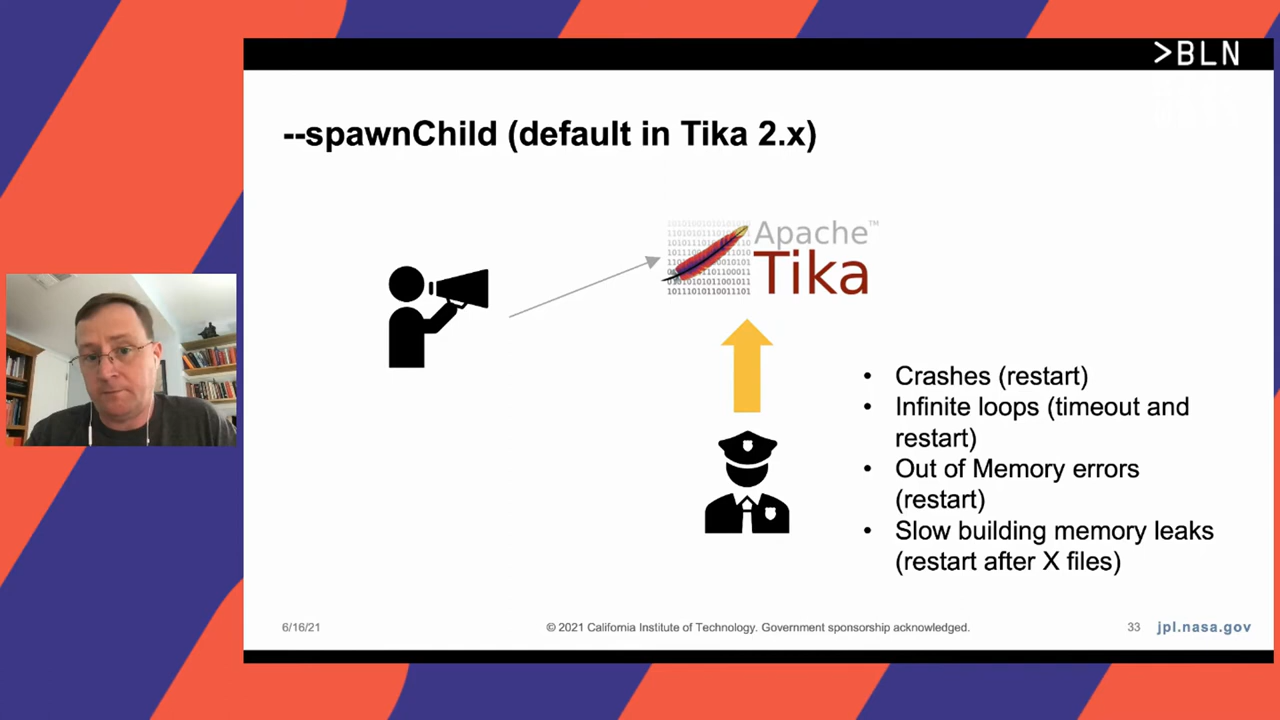 >BLN
--spawnChild (default in Tika 2.x)
Apache™
Tika
• Crashes (restart)
• Infinite loops (timeout and
restart)
• Out of Memory errors
(restart)
• Slow building memory leaks
(restart after X files)
6/16/21
© 2021 California Institute of Technology. Government sponsorship acknowledged.
33
jpl.nasa.gov